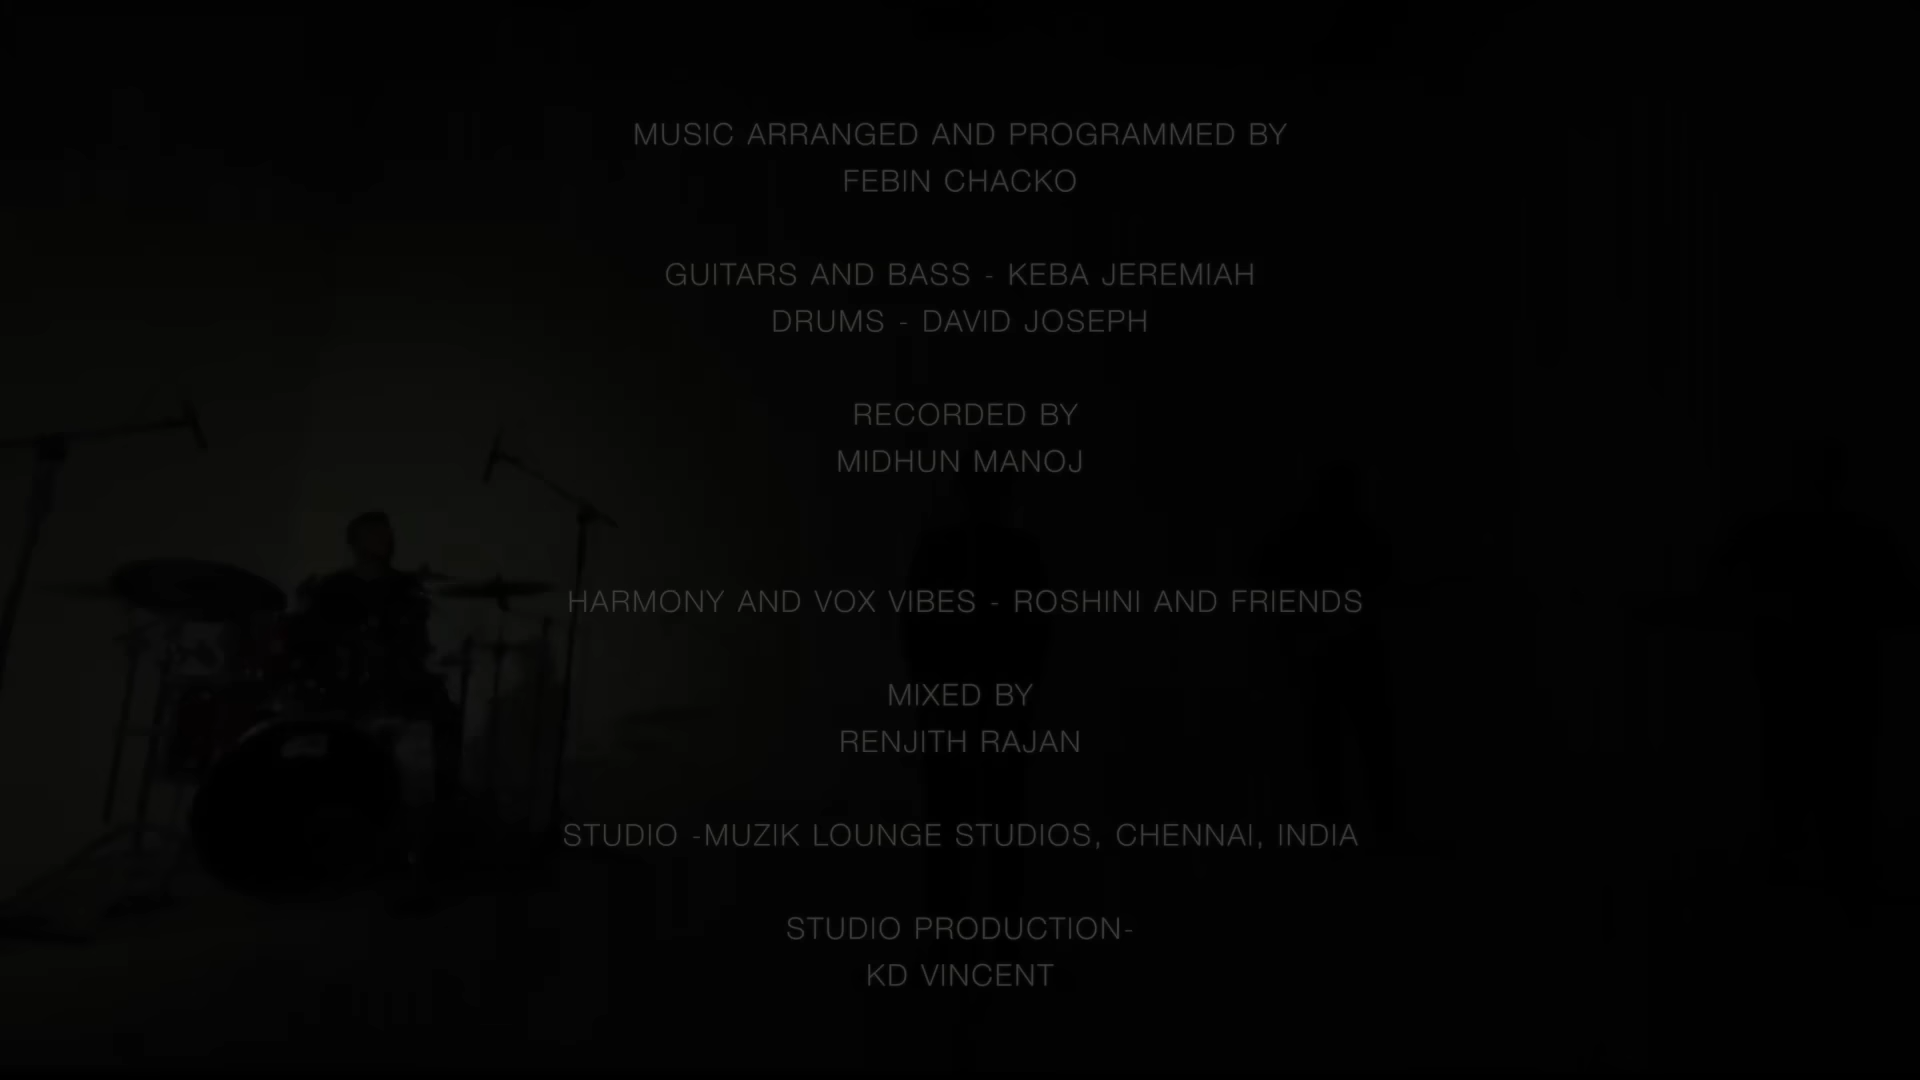 MUSIC ARRANGED AND PROGRAMMED BY
FEBIN CHACKO
GUITARS AND BASS - KEBA JEREMIAH
DRUMS - DAVID JOSEPH
RECORDED BY
MIDHUN MANOJ
HARMONY AND VOX VIBES - ROSHINI AND FRIENDS
MIXED BY
RENJITH RAJAN
STUDIO -MUZIK LOUNGE STUDIOS, CHENNAI, INDIA
STUDIO PRODUCTION-
KD VINCENT